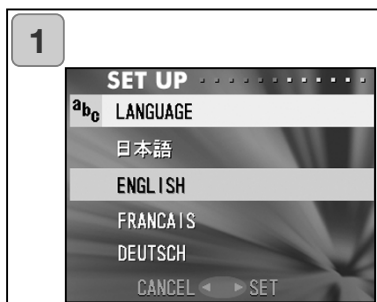 1
SET UP
abc LANGUAGE
日本語
ENGLISH
FRANCAIS
DEUTSCH
CANCEL SET